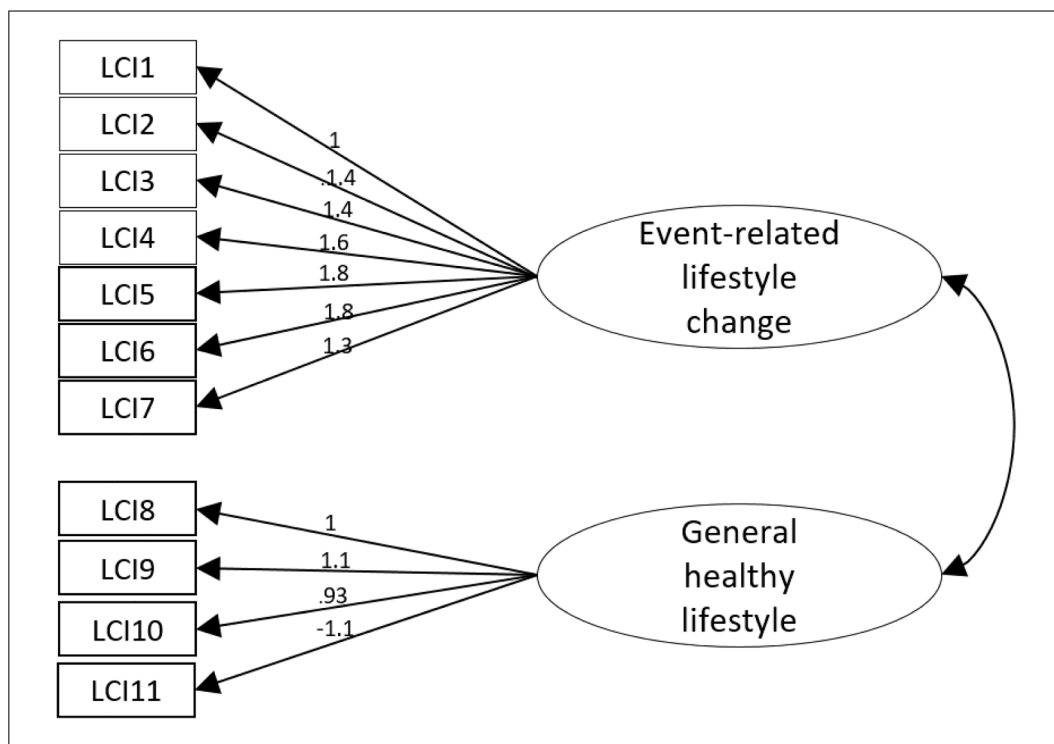 LCI1
LCI2
LCI3
LCI4
LCI5
LCI6
LCI7
1
.1.4
1.4
1.6
1.8
1.8
1.3
Event-related
lifestyle
change
LCI8
LCI9
LCI10
LCI11
1
1.1
.93
-1.1
General
healthy
lifestyle